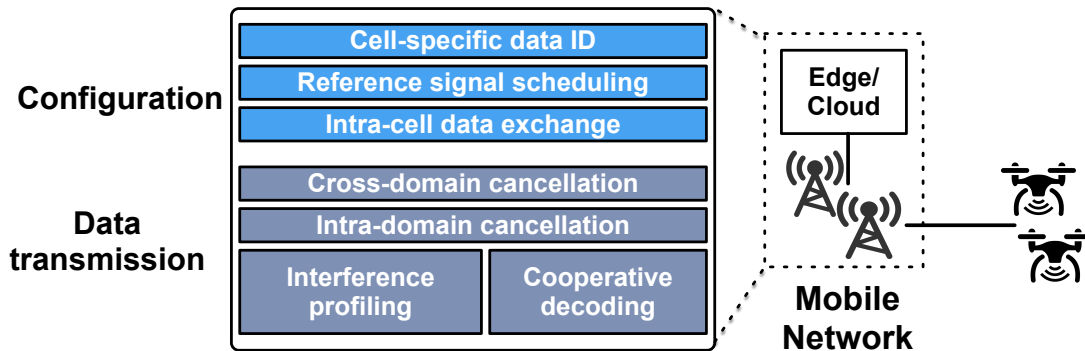 Configuration
Cell-specific data ID
Reference signal scheduling
Intra-cell data exchange
Data
transmission
Cross-domain cancellation
Intra-domain cancellation
Interference
profiling
Cooperative
decoding
Edge/
Cloud
Mobile
Network